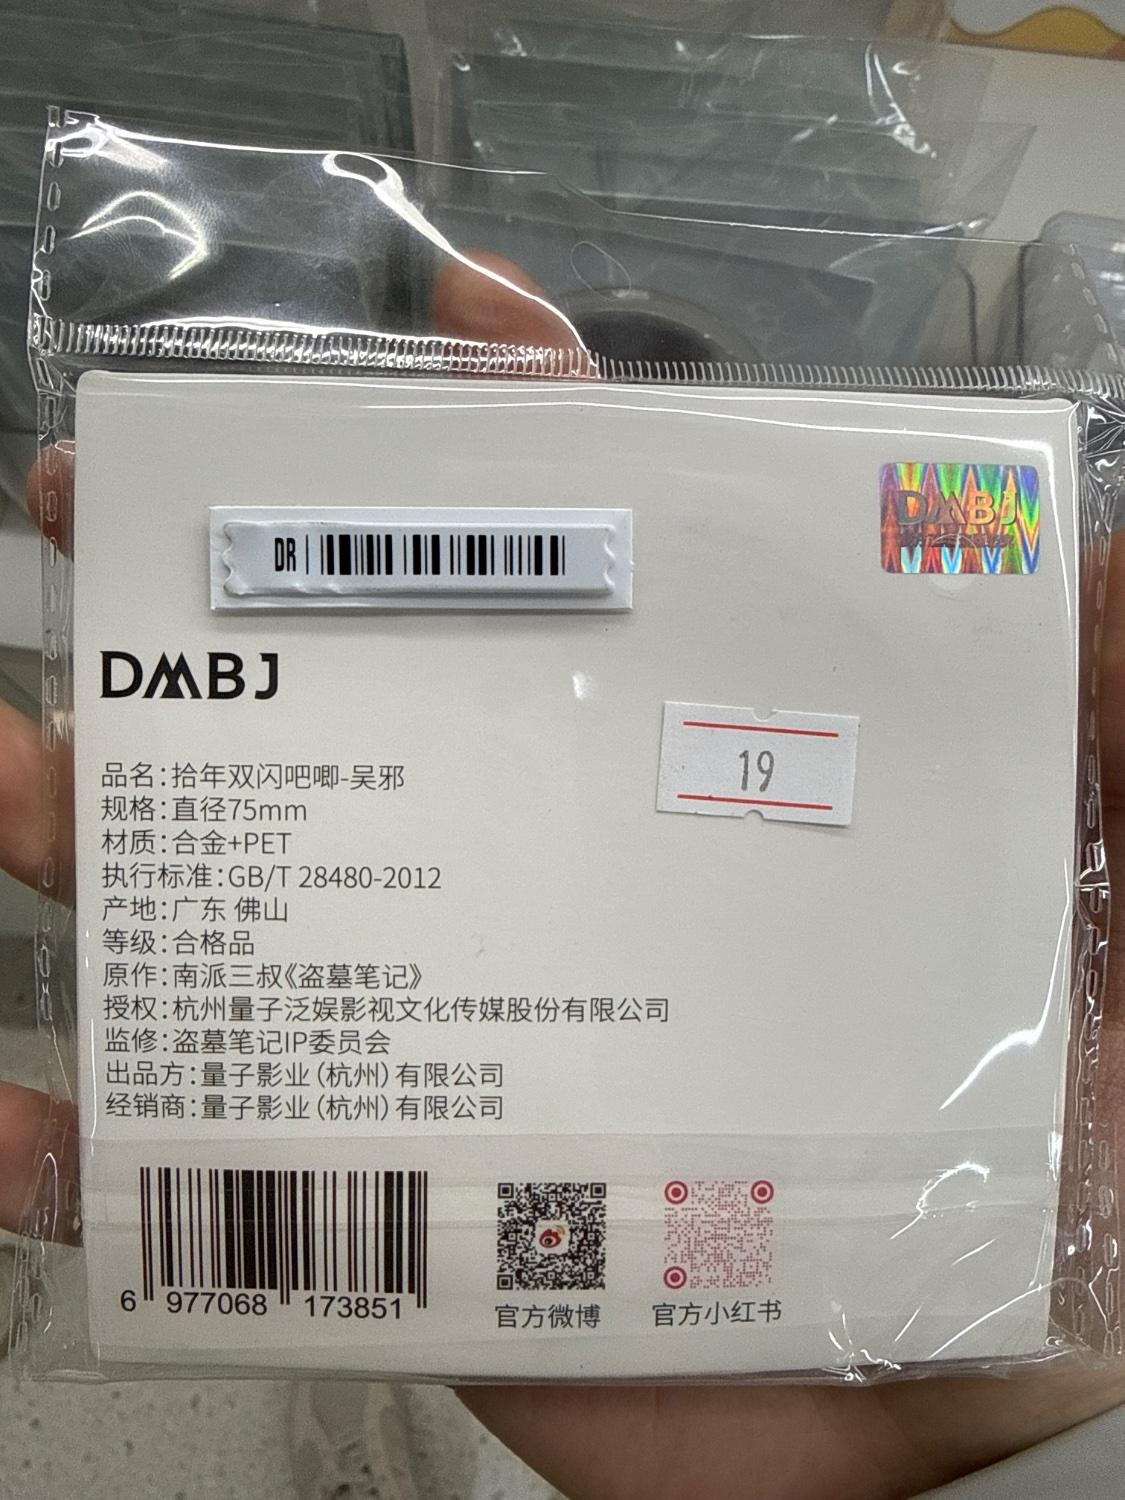 DMBJ
DR
DMBJ
19
品名：拾年双闪吧唧-吴邪
规格：直径75mm
材质：合金+PET
执行标准：GB/T 28480-2012
产地：广东 佛山
等级：合格品
原作：南派三叔《盗墓笔记》
授权：杭州量子泛娱影视文化传媒股份有限公司
监修：盗墓笔记IP委员会
出品方：量子影业（杭州）有限公司
经销商：量子影业（杭州）有限公司
6 977068 173851
官方微博
官方小红书